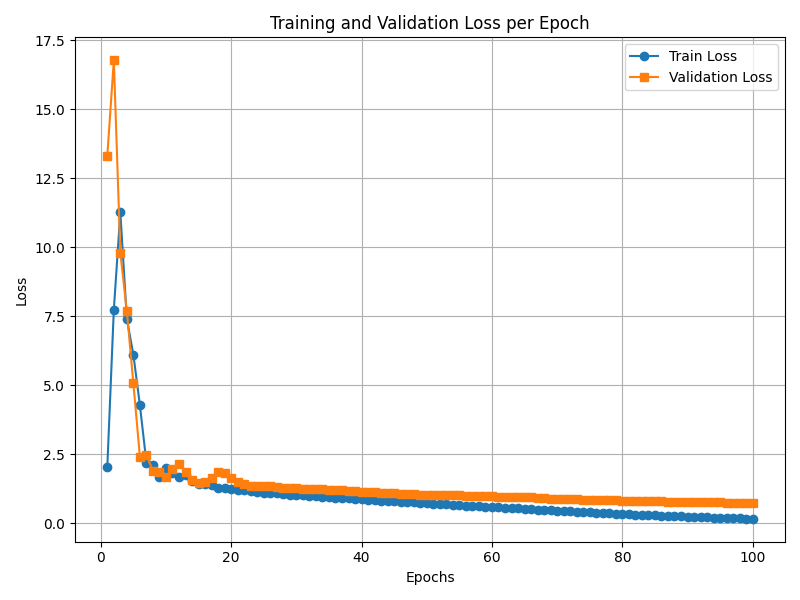 Training and Validation Loss per Epoch
17.5
15.0
12.5
10.0
7.5
5.0
2.5
0.0
Loss
Train Loss
Validation Loss
0 20 40 60 80 100
Epochs